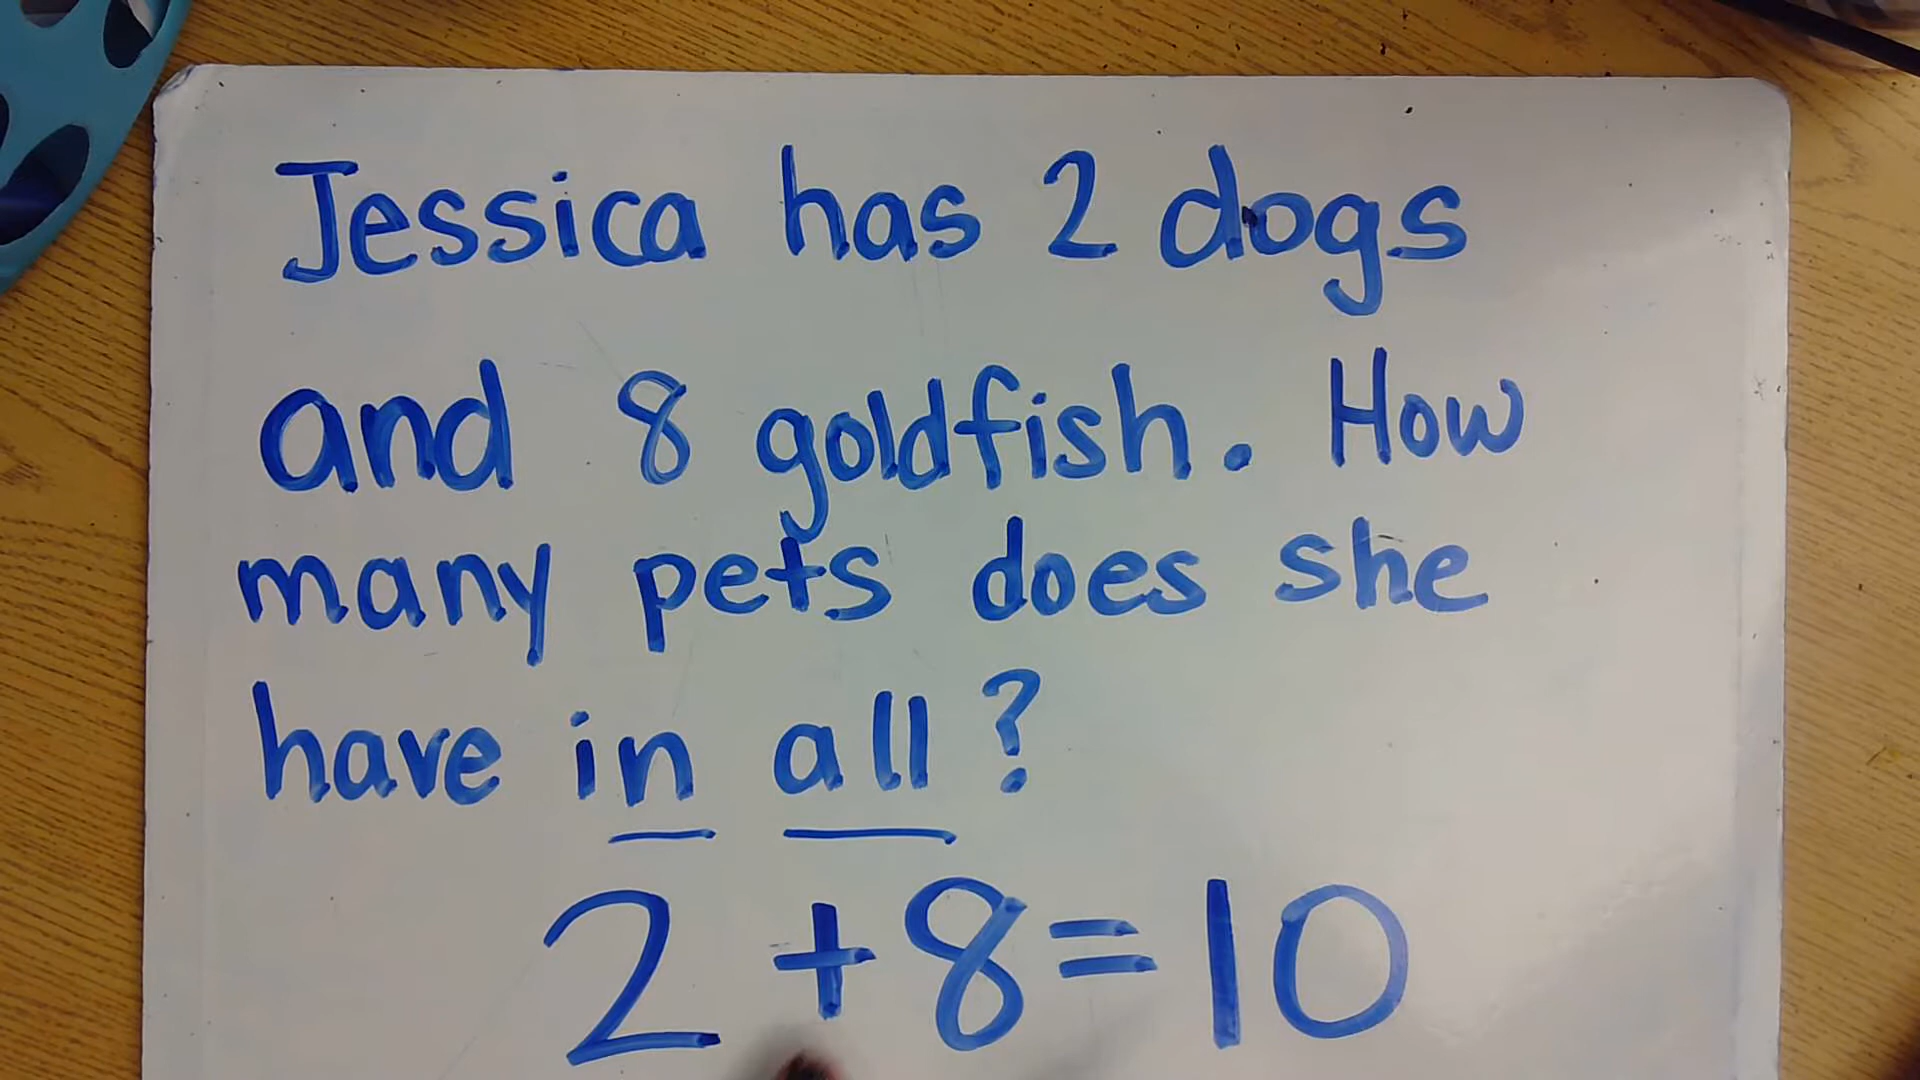 Jessica has 2 dogs
and 8 goldfish. How
many pets does she
have in all?
2 + 8 = 10